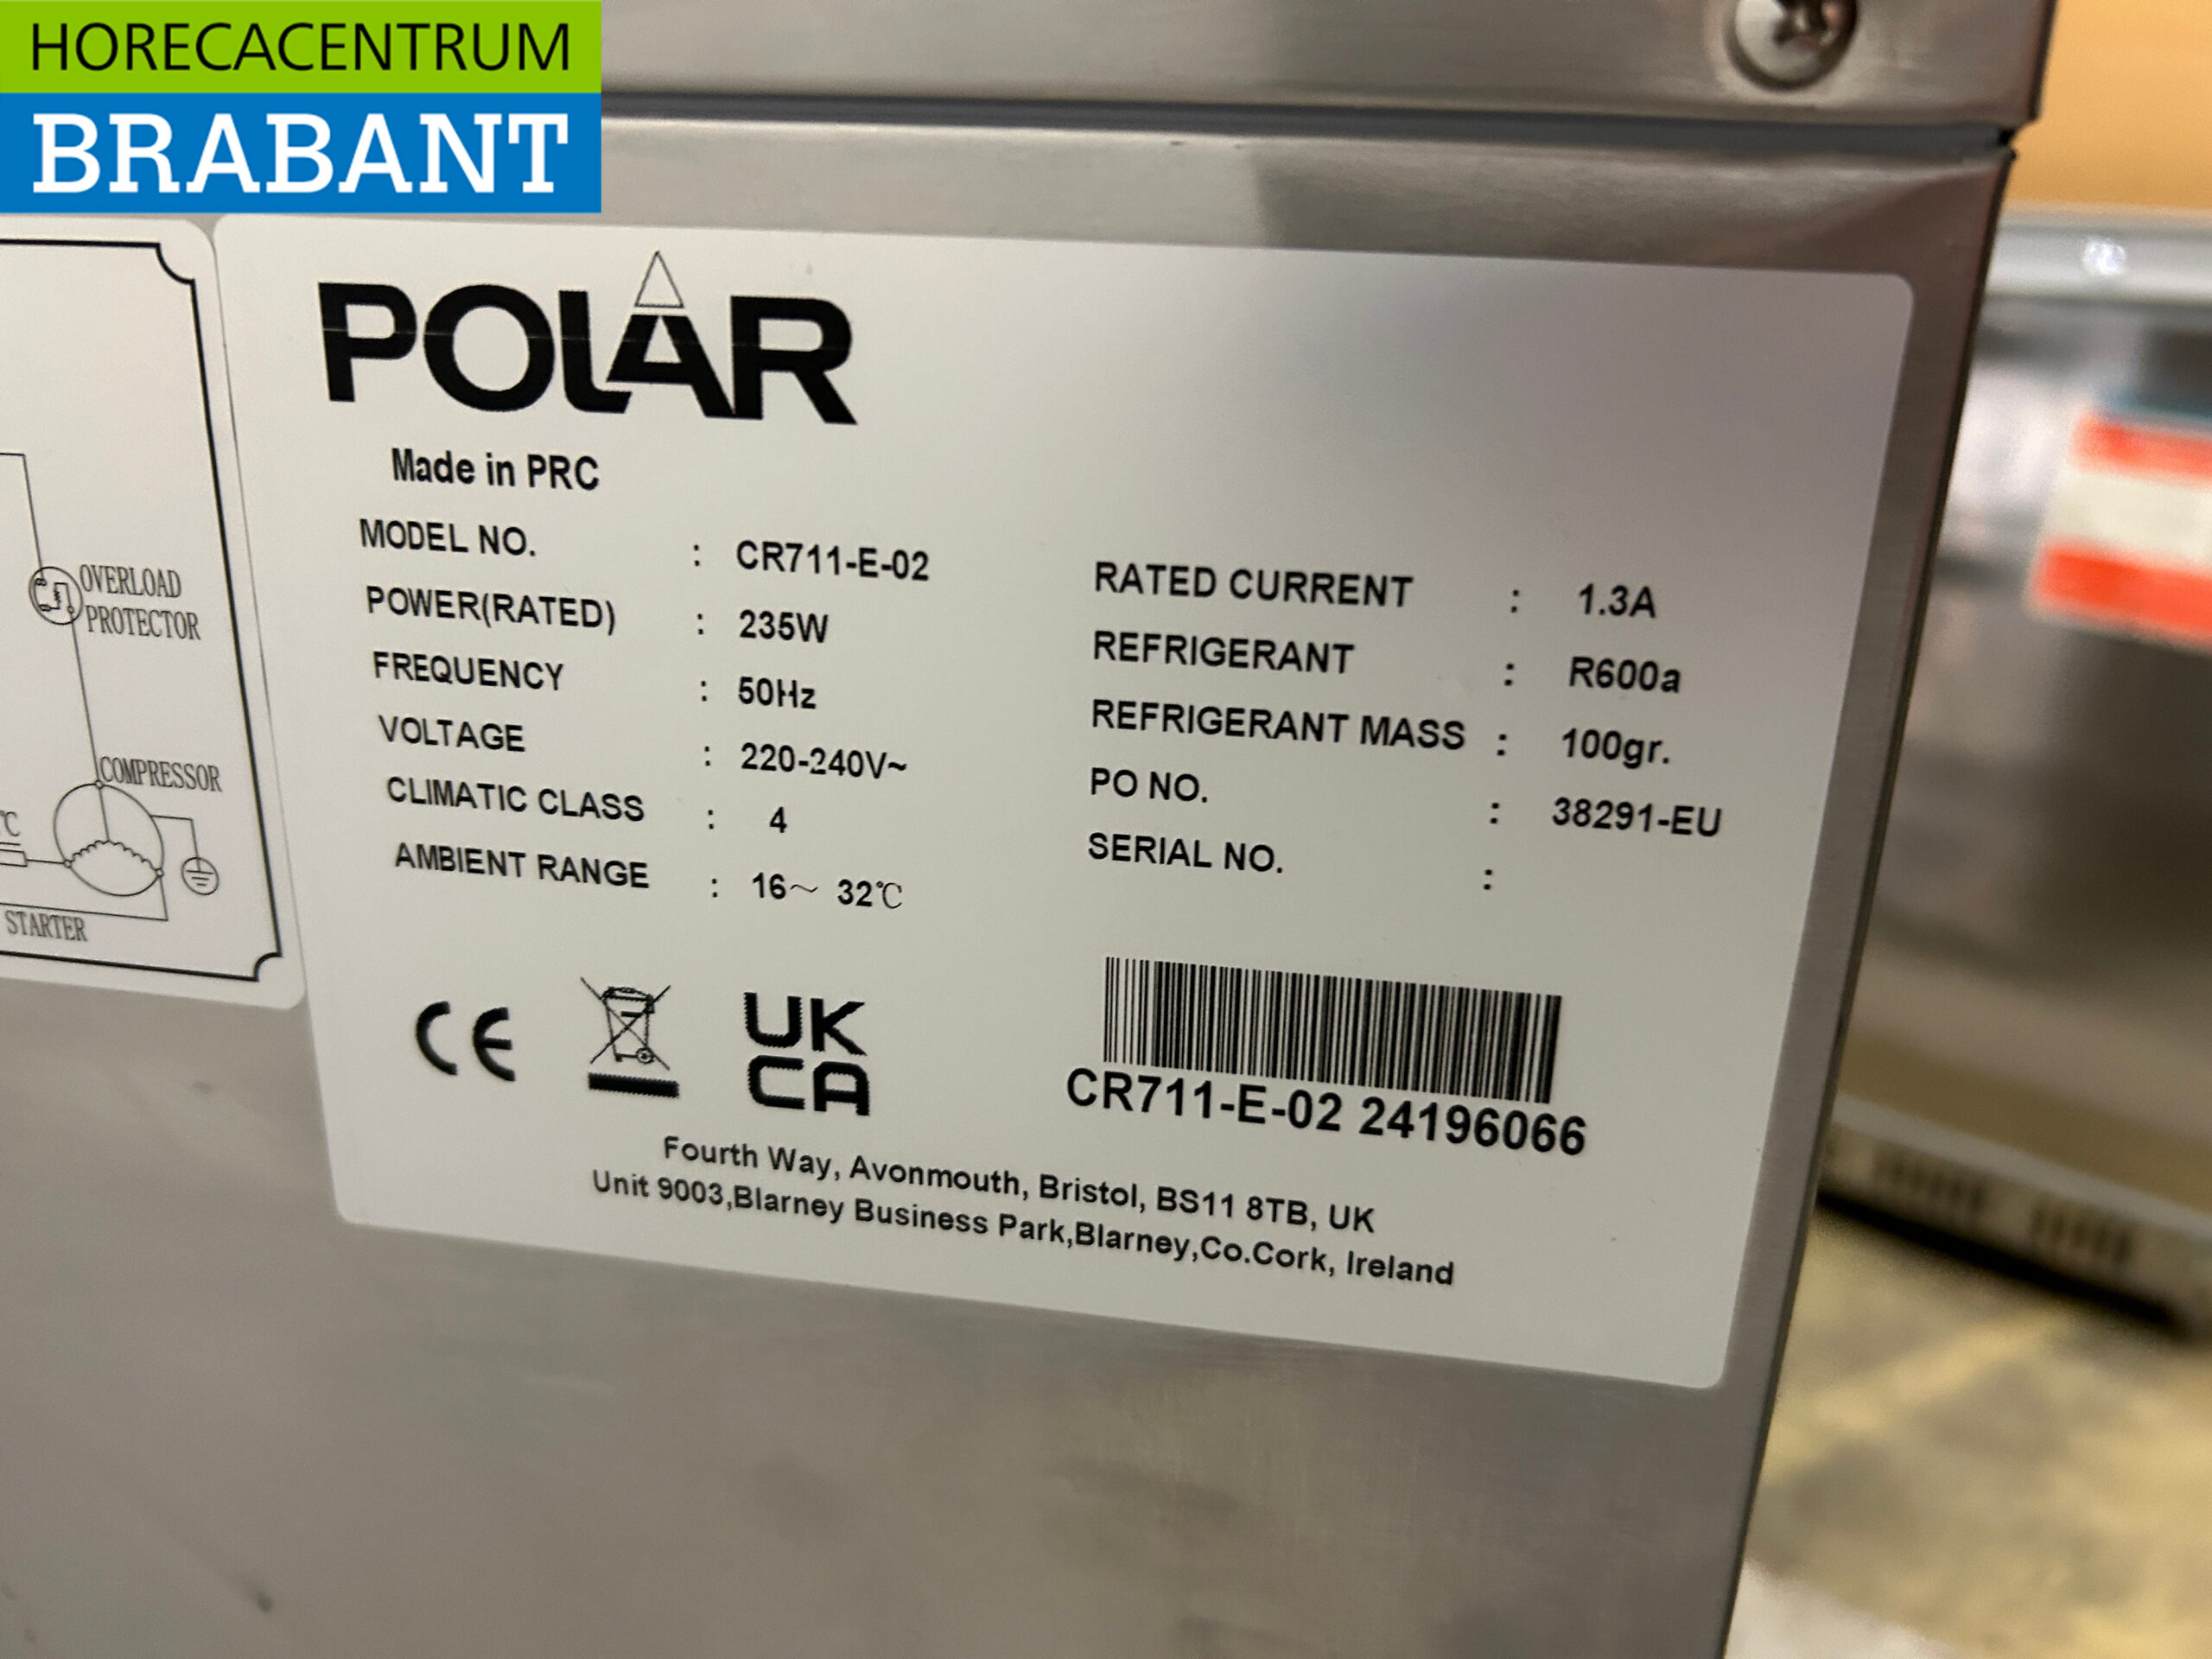 HORECACENTRUM
BRABANT
POLAR
Made in PRC
MODEL NO. : CR711-E-02
POWER(RATED) : 235W
FREQUENCY : 50Hz
VOLTAGE : 220-240V~
CLIMATIC CLASS : 4
AMBIENT RANGE : 16～ 32℃
RATED CURRENT : 1.3A
REFRIGERANT : R600a
REFRIGERANT MASS : 100gr.
PO NO. : 38291-EU
SERIAL NO. :
CE
UK
CA
CR711-E-02 24196066
Fourth Way, Avonmouth, Bristol, BS11 8TB, UK
Unit 9003,Blarney Business Park,Blarney,Co.Cork, Ireland
OVERLOAD
PROTECTOR
COMPRESSOR
STARTER